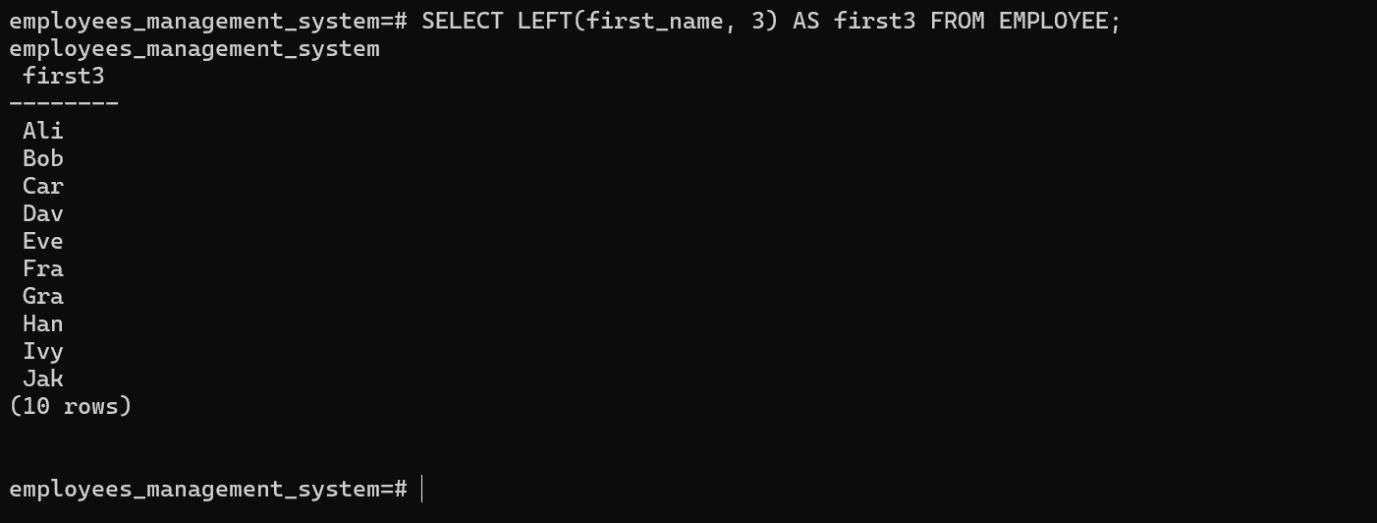 employees_management_system=# SELECT LEFT(first_name, 3) AS first3 FROM EMPLOYEE;
employees_management_system
 first3
--------
 Ali
 Bob
 Car
 Dav
 Eve
 Fra
 Gra
 Han
 Ivy
 Jak
(10 rows)
employees_management_system=#